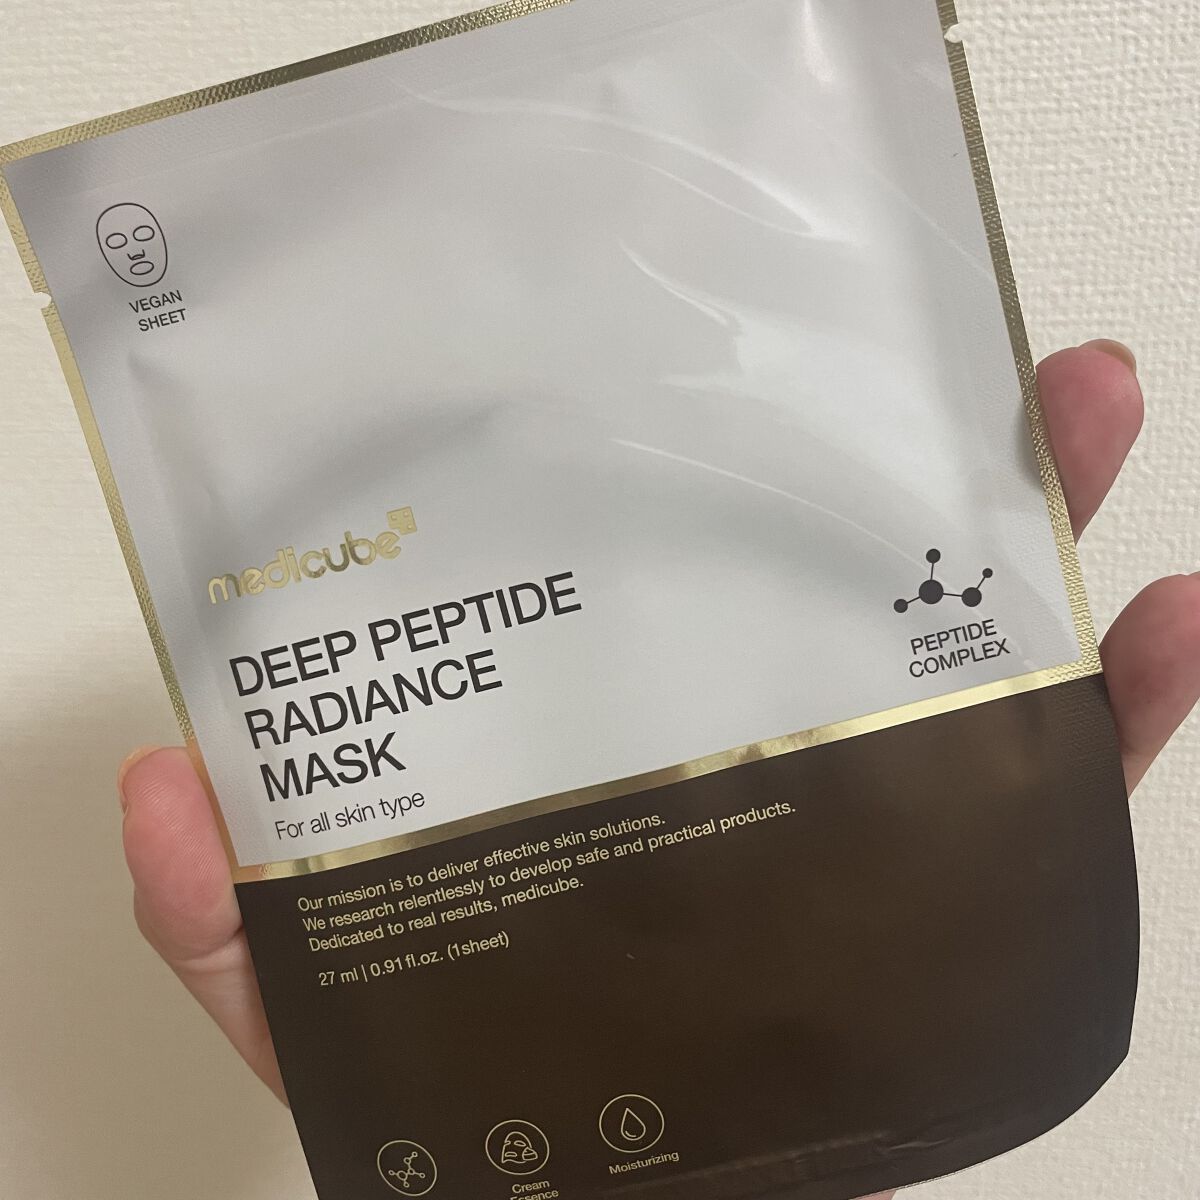 VEGAN
SHEET
medicube
DEEP PEPTIDE
RADIANCE
MASK
For all skin type
PEPTIDE
COMPLEX
Our mission is to deliver effective skin solutions.
We research relentlessly to develop safe and practical products.
Dedicated to real results, medicube.
27 ml | 0.91 fl.oz. (1sheet)
Cream
Essence
Moisturizing